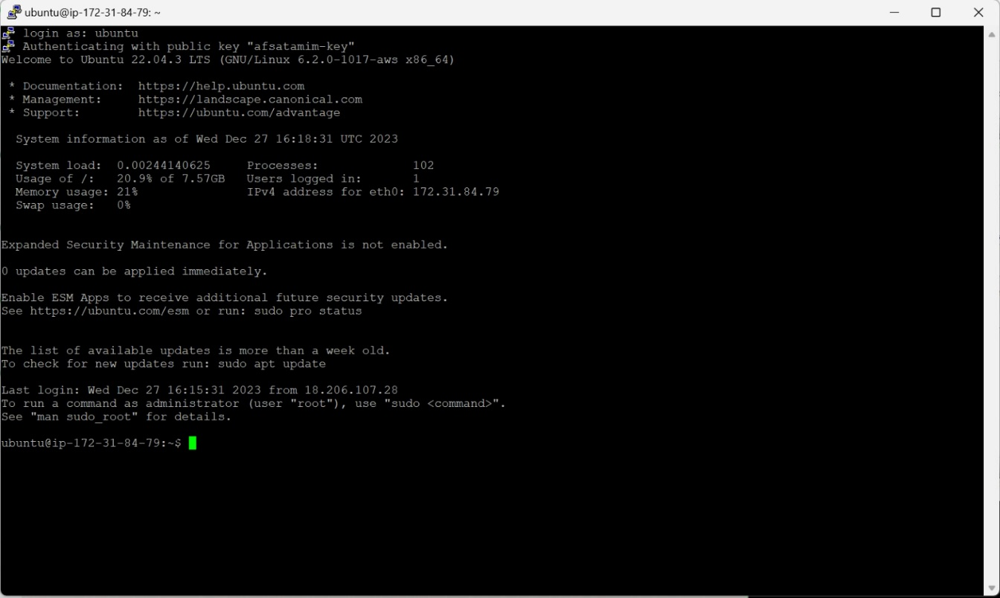 ubuntu@ip-172-31-84-79: ~
login as: ubuntu
Authenticating with public key "afsatamim-key"
Welcome to Ubuntu 22.04.3 LTS (GNU/Linux 6.2.0-1017-aws x86_64)
* Documentation:  https://help.ubuntu.com
* Management:     https://landscape.canonical.com
* Support:        https://ubuntu.com/advantage
System information as of Wed Dec 27 16:18:31 UTC 2023
System load:  0.00244140625     Processes:             102
Usage of /:   20.9% of 7.57GB   Users logged in:       1
Memory usage: 21%               IPv4 address for eth0: 172.31.84.79
Swap usage:   0%
Expanded Security Maintenance for Applications is not enabled.
0 updates can be applied immediately.
Enable ESM Apps to receive additional future security updates.
See https://ubuntu.com/esm or run: sudo pro status
The list of available updates is more than a week old.
To check for new updates run: sudo apt update
Last login: Wed Dec 27 16:15:31 2023 from 18.206.107.28
To run a command as administrator (user "root"), use "sudo <command>".
See "man sudo_root" for details.
ubuntu@ip-172-31-84-79:~$